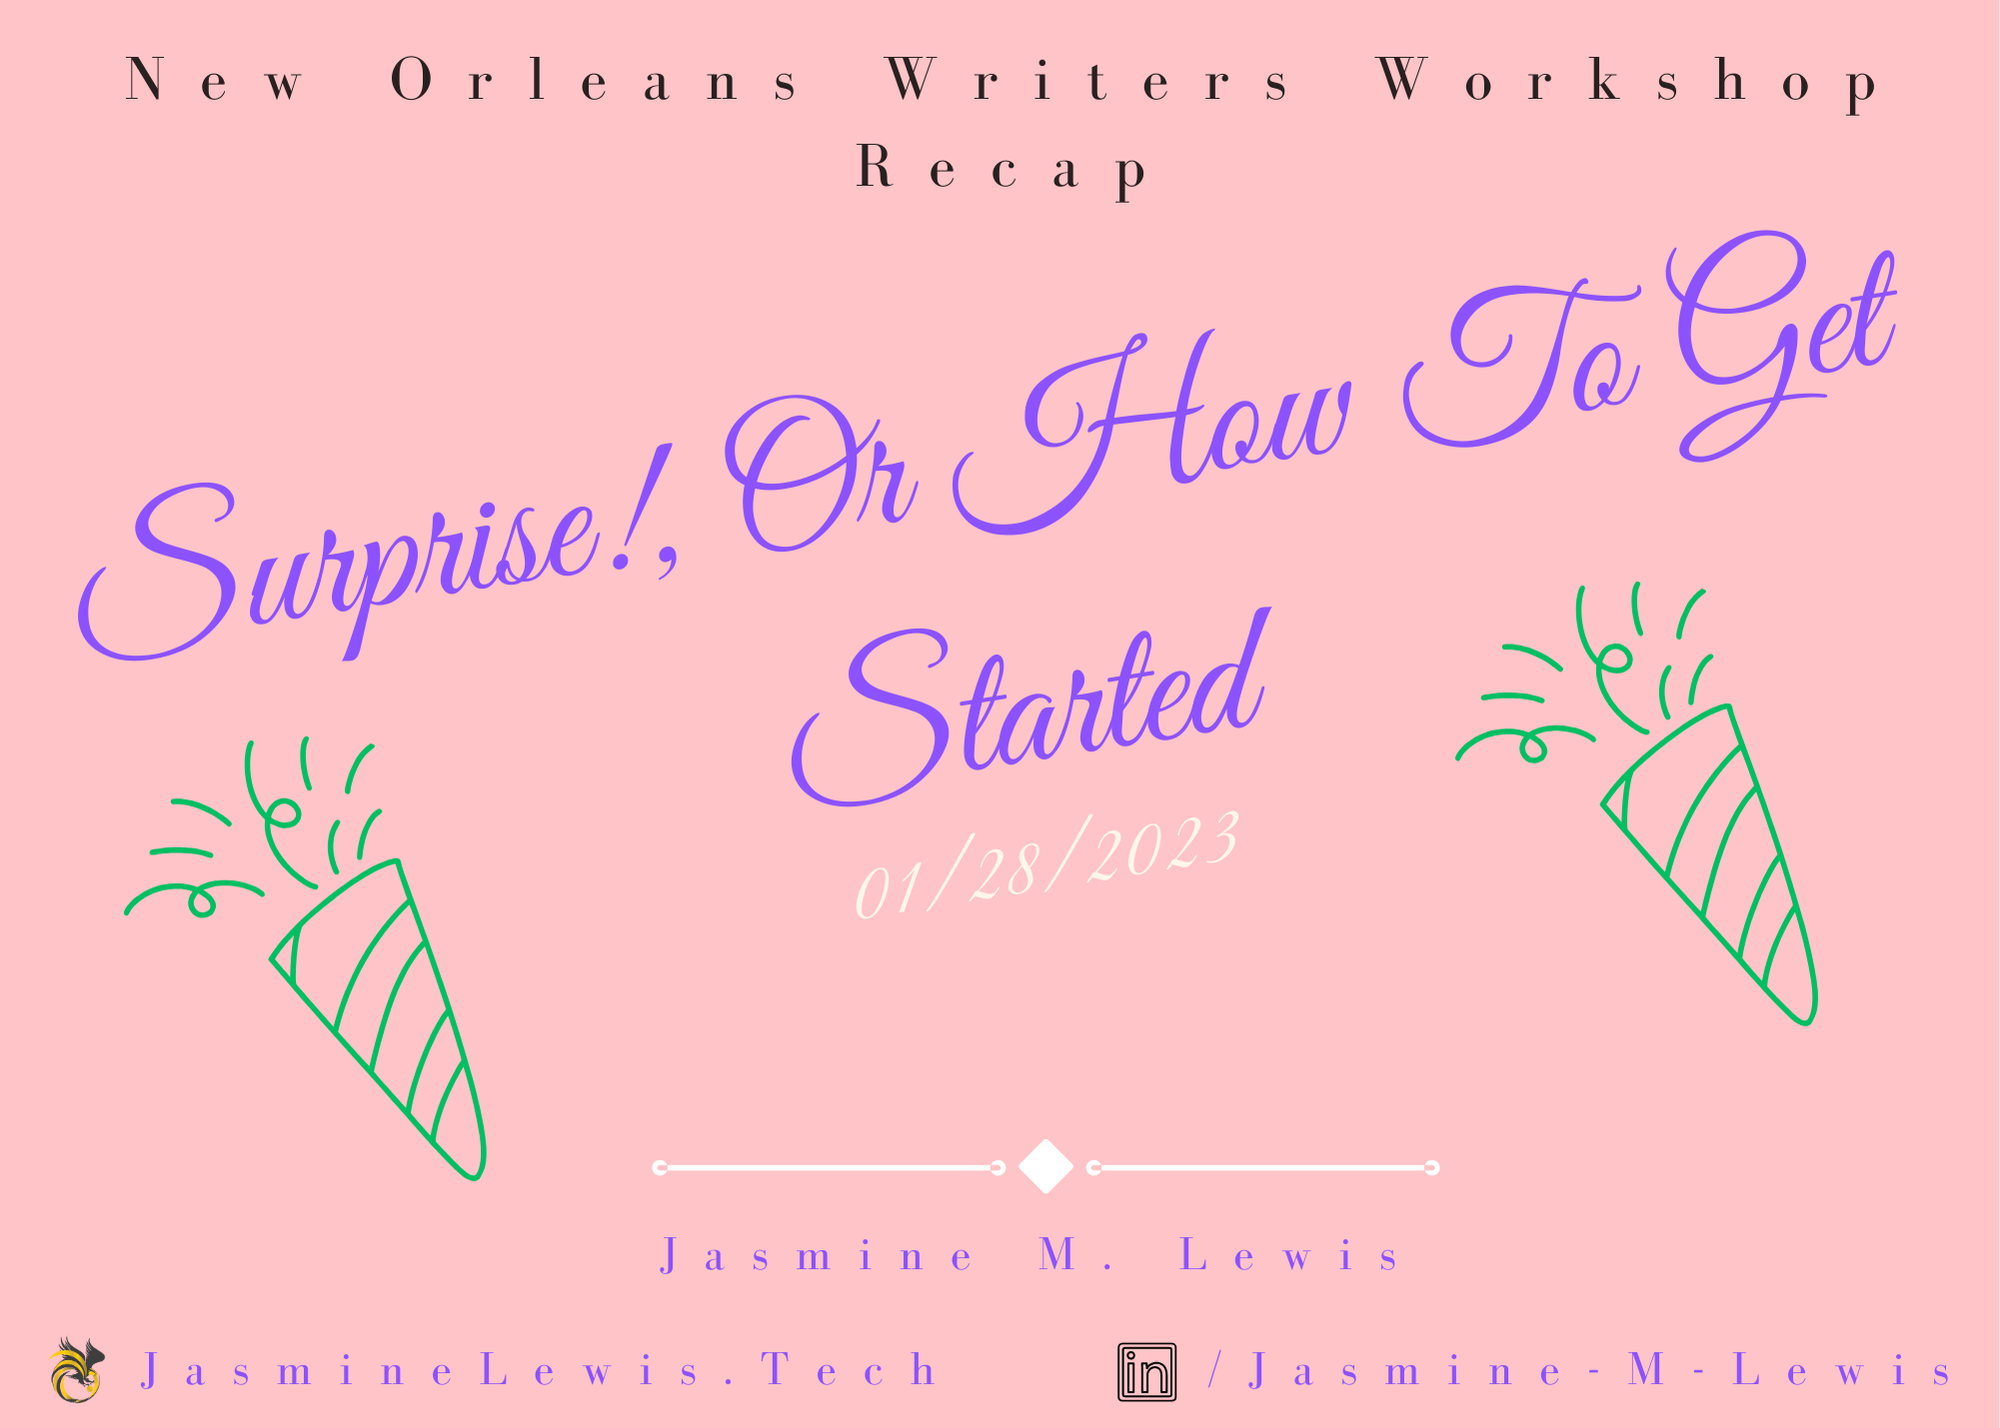 New Orleans Writers Workshop
Recap
Surprise!, Or How To Get
Started
01/28/2023
Jasmine M. Lewis
JasmineLewis.Tech
in /Jasmine-M-Lewis